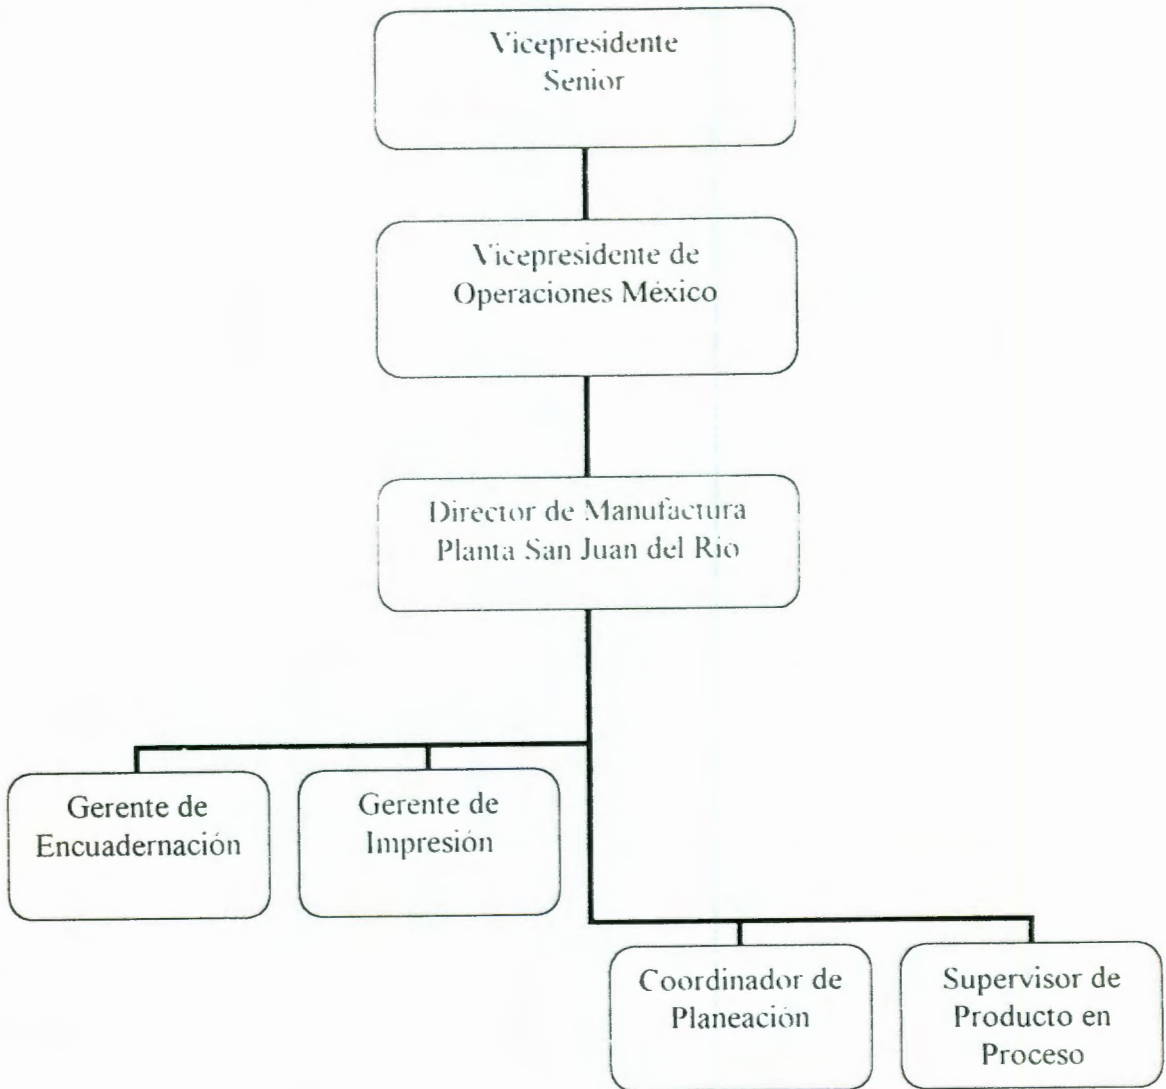 Vicepresidente
Senior
Vicepresidente de
Operaciones México
Director de Manufactura
Planta San Juan del Rio
Gerente de
Encuadernación
Gerente de
Impresión
Coordinador de
Planeación
Supervisor de
Producto en
Proceso